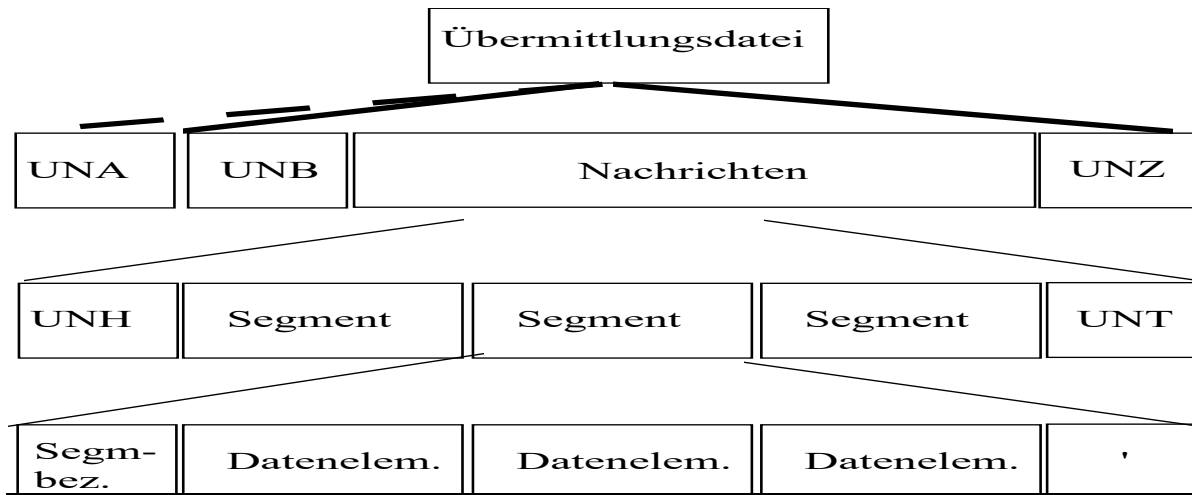 Übermittlungsdatei
UNA UNB Nachrichten UNZ
UNH Segment Segment Segment UNT
Segm-
bez. Datenelem. Datenelem. Datenelem. '